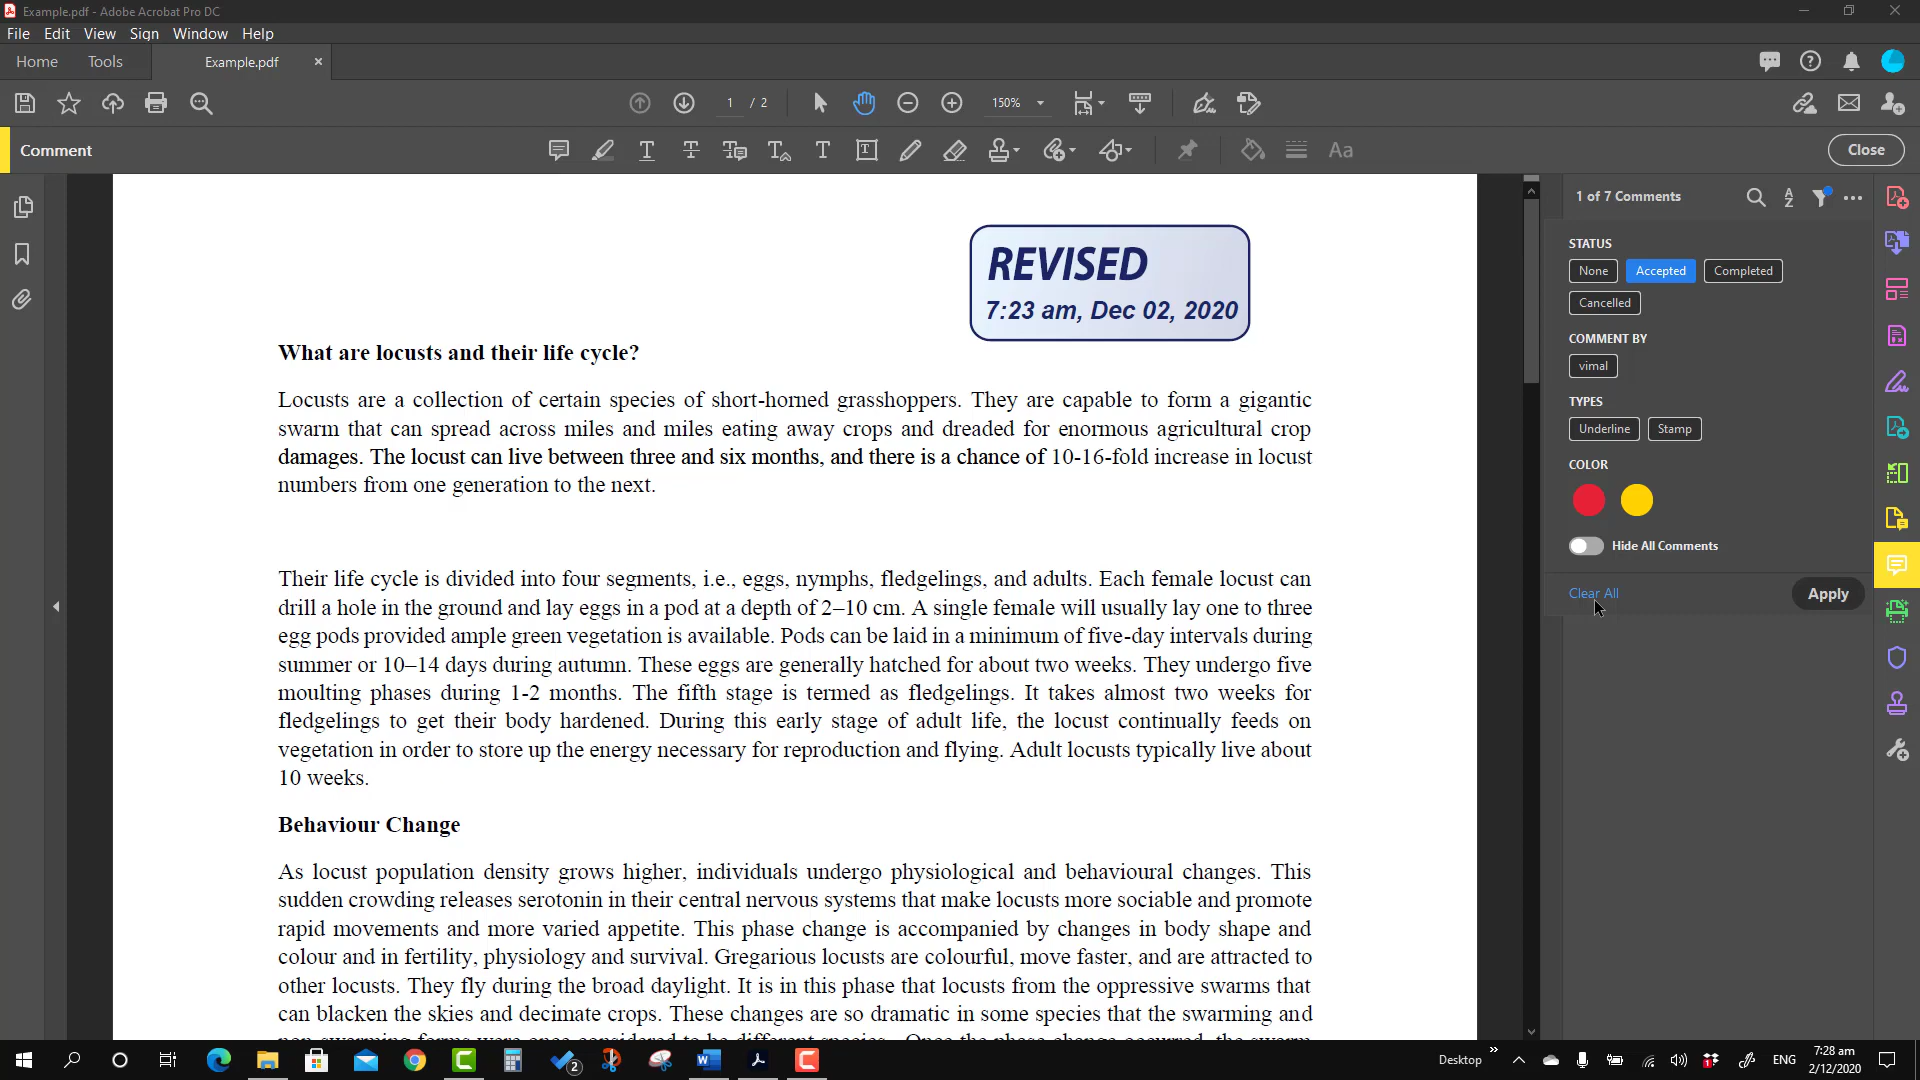 Example.pdf - Adobe Acrobat Pro DC
File Edit View Sign Window Help
Home Tools Example.pdf
1 / 2
150%
Comment
Close
1 of 7 Comments
STATUS
None Accepted Completed
Cancelled
COMMENT BY
vimal
TYPES
Underline Stamp
COLOR
Hide All Comments
Clear All Apply
REVISED
7:23 am, Dec 02, 2020
What are locusts and their life cycle?
Locusts are a collection of certain species of short-horned grasshoppers. They are capable to form a gigantic
swarm that can spread across miles and miles eating away crops and dreaded for enormous agricultural crop
damages. The locust can live between three and six months, and there is a chance of 10-16-fold increase in locust
numbers from one generation to the next.
Their life cycle is divided into four segments, i.e., eggs, nymphs, fledgelings, and adults. Each female locust can
drill a hole in the ground and lay eggs in a pod at a depth of 2–10 cm. A single female will usually lay one to three
egg pods provided ample green vegetation is available. Pods can be laid in a minimum of five-day intervals during
summer or 10–14 days during autumn. These eggs are generally hatched for about two weeks. They undergo five
moulting phases during 1-2 months. The fifth stage is termed as fledgelings. It takes almost two weeks for
fledgelings to get their body hardened. During this early stage of adult life, the locust continually feeds on
vegetation in order to store up the energy necessary for reproduction and flying. Adult locusts typically live about
10 weeks.
Behaviour Change
As locust population density grows higher, individuals undergo physiological and behavioural changes. This
sudden crowding releases serotonin in their central nervous systems that make locusts more sociable and promote
rapid movements and more varied appetite. This phase change is accompanied by changes in body shape and
colour and in fertility, physiology and survival. Gregarious locusts are colourful, move faster, and are attracted to
other locusts. They fly during the broad daylight. It is in this phase that locusts from the oppressive swarms that
can blacken the skies and decimate crops. These changes are so dramatic in some species that the swarming and
Desktop
ENG
7:28 am
2/12/2020